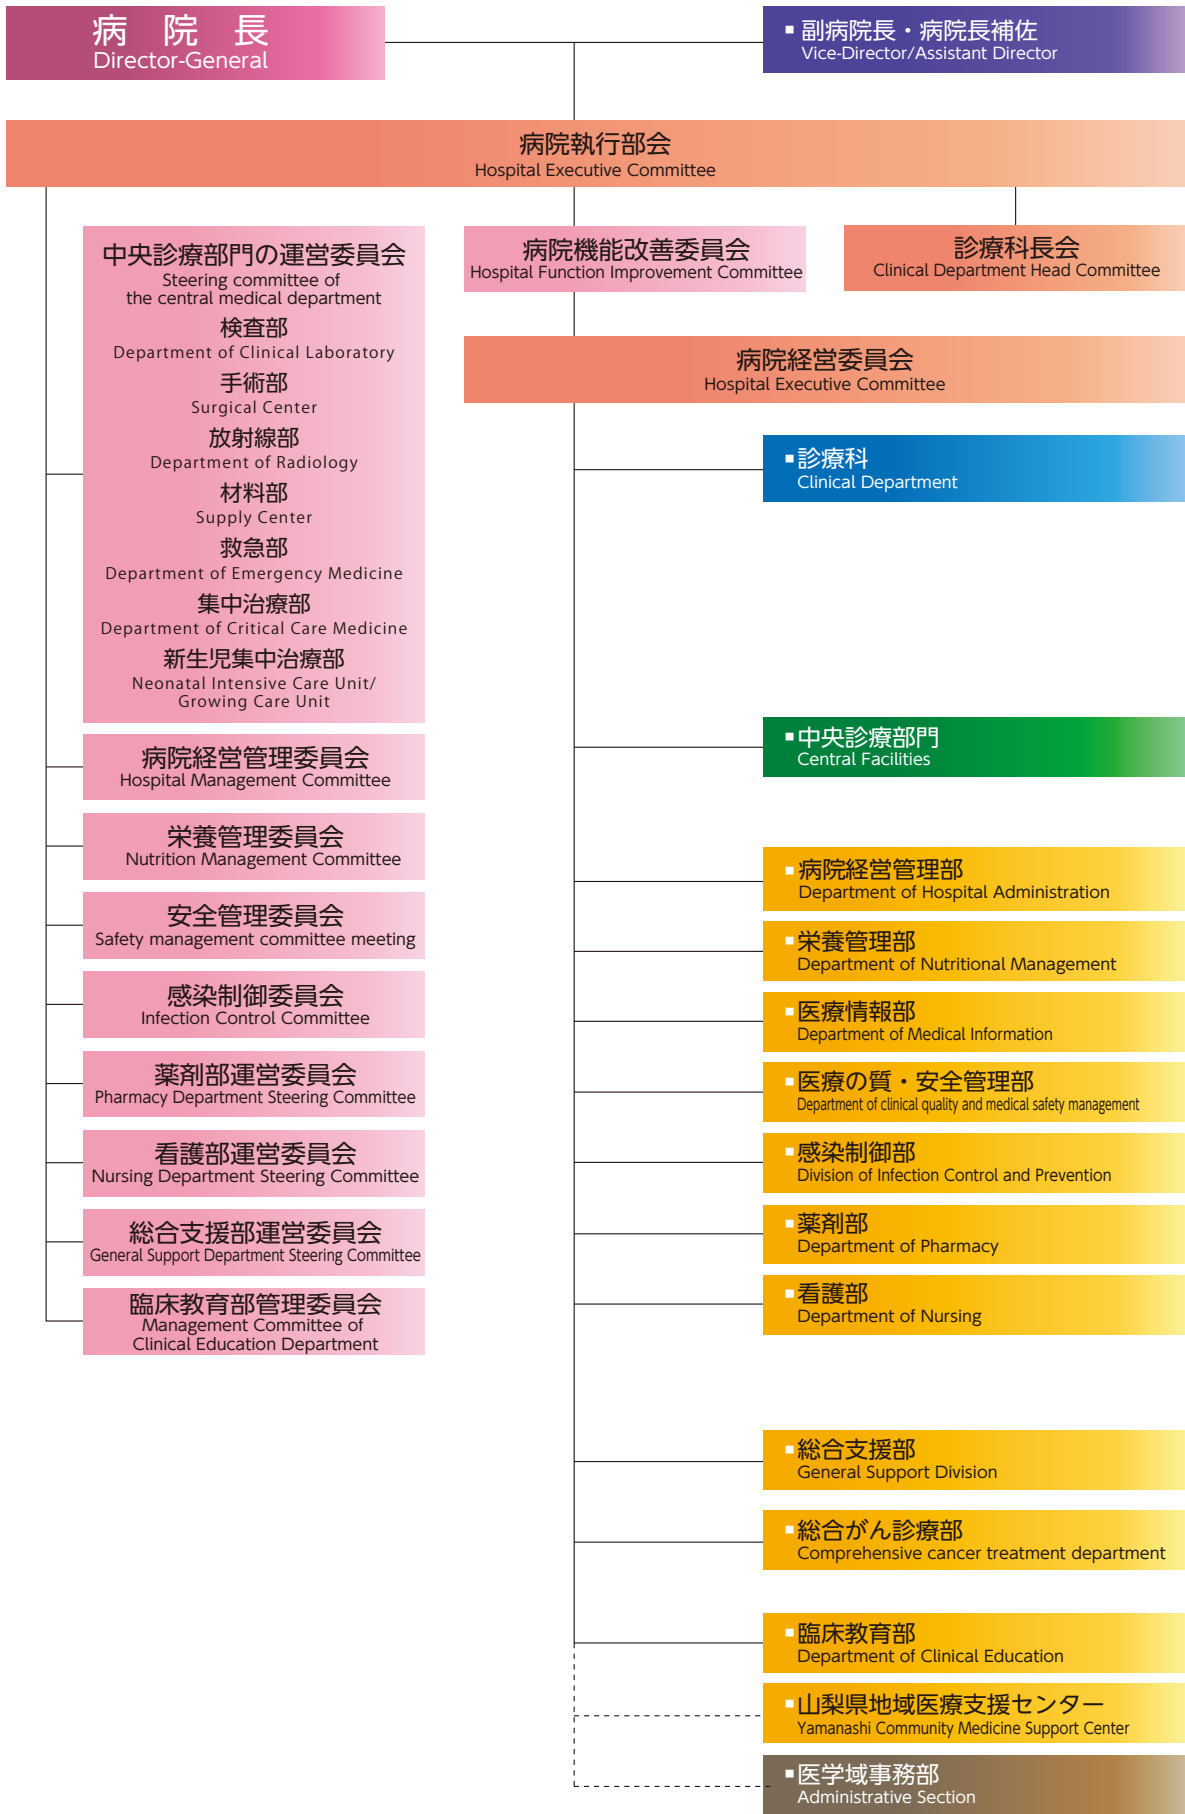 病 院 長
Director-General
▪副病院長・病院長補佐
Vice-Director/Assistant Director
病院執行部会
Hospital Executive Committee
中央診療部門の運営委員会
Steering committee of
the central medical department
検査部
Department of Clinical Laboratory
手術部
Surgical Center
放射線部
Department of Radiology
材料部
Supply Center
救急部
Department of Emergency Medicine
集中治療部
Department of Critical Care Medicine
新生児集中治療部
Neonatal Intensive Care Unit/
Growing Care Unit
病院経営管理委員会
Hospital Management Committee
栄養管理委員会
Nutrition Management Committee
安全管理委員会
Safety management committee meeting
感染制御委員会
Infection Control Committee
薬剤部運営委員会
Pharmacy Department Steering Committee
看護部運営委員会
Nursing Department Steering Committee
総合支援部運営委員会
General Support Department Steering Committee
臨床教育部管理委員会
Management Committee of
Clinical Education Department
病院機能改善委員会
Hospital Function Improvement Committee
診療科長会
Clinical Department Head Committee
病院経営委員会
Hospital Executive Committee
▪診療科
Clinical Department
▪中央診療部門
Central Facilities
▪病院経営管理部
Department of Hospital Administration
▪栄養管理部
Department of Nutritional Management
▪医療情報部
Department of Medical Information
▪医療の質・安全管理部
Department of clinical quality and medical safety management
▪感染制御部
Division of Infection Control and Prevention
▪薬剤部
Department of Pharmacy
▪看護部
Department of Nursing
▪総合支援部
General Support Division
▪総合がん診療部
Comprehensive cancer treatment department
▪臨床教育部
Department of Clinical Education
▪山梨県地域医療支援センター
Yamanashi Community Medicine Support Center
▪医学域事務部
Administrative Section